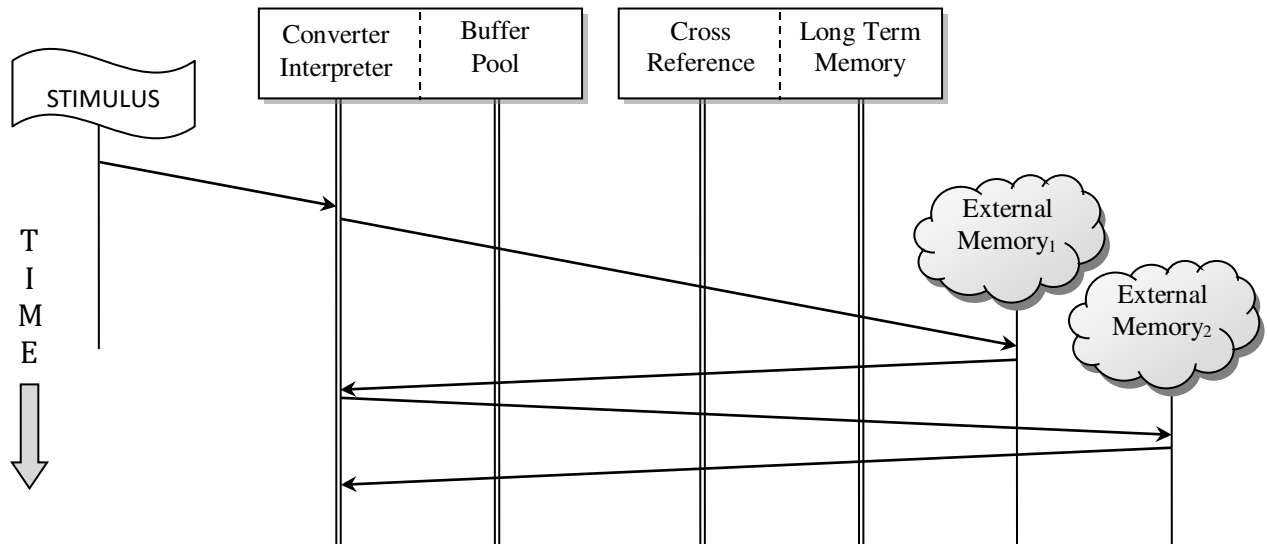 STIMULUS
Converter
Interpreter
Buffer
Pool
Cross
Reference
Long Term
Memory
External
Memory₁
External
Memory₂
T
I
M
E